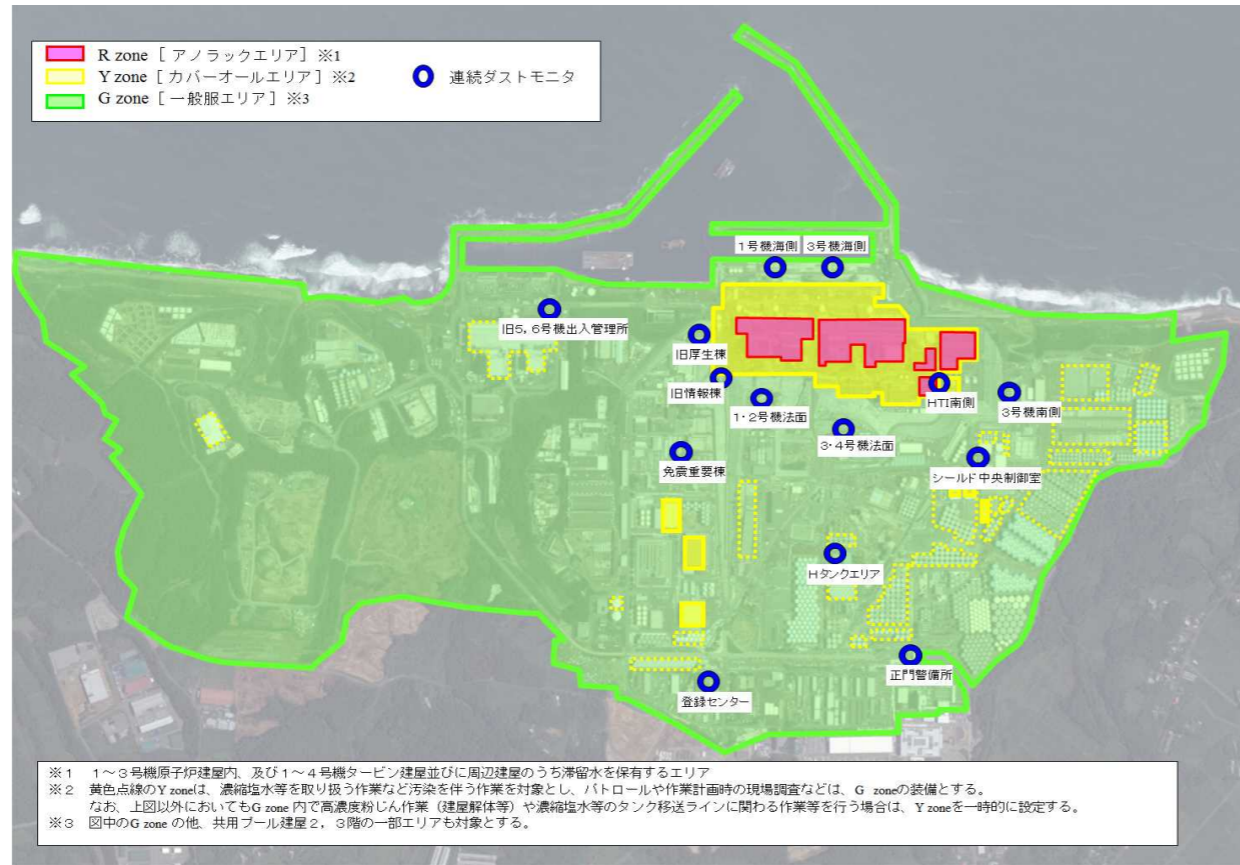 R zone [ アノラックエリア] ※1
Y zone [ カバーオールエリア] ※2
連続ダストモニタ
G zone [ 一般服エリア] ※3
1号機海側
3号機海側
旧5，6号機出入管理所
旧厚生棟
旧情報棟
1・2号機法面
HTI南側
3号機南側
3・4号機法面
免震重要棟
シールド中央制御室
Hタンクエリア
正門警備所
登録センター
※1　1～3号機原子炉建屋内、及び1～4号機タービン建屋並びに周辺建屋のうち滞留水を保有するエリア
※2　黄色点線のY zoneは、濃縮塩水等を取り扱う作業など汚染を伴う作業を対象とし、パトロールや作業計画時の現場調査などは、G zoneの装備とする。
なお、上図以外においてもG zone 内で高濃度粉じん作業（建屋解体等）や濃縮塩水等のタンク移送ラインに関わる作業等を行う場合は、Y zoneを一時的に設定する。
※3　図中のG zone の他、共用プール建屋2，3階の一部エリアも対象とする。